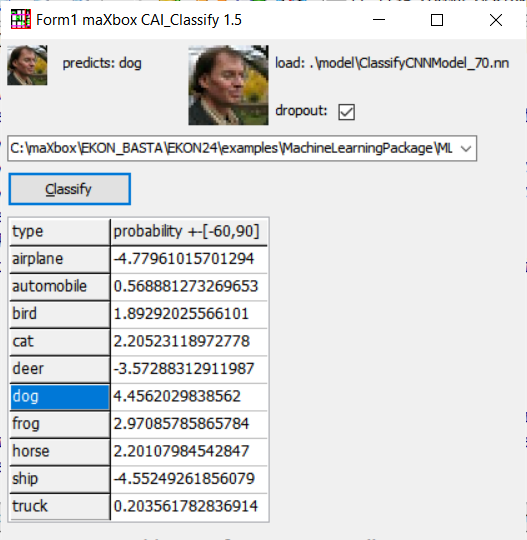 Form1 maXbox CAI_Classify 1.5
predicts: dog
load: .\model\ClassifyCNNModel_70.nn
dropout:
C:\maXbox\EKON_BASTA\EKON24\examples\MachineLearningPackage\ML
Classify
type probability +-[-60,90]
airplane -4.77961015701294
automobile 0.568881273269653
bird 1.89292025566101
cat 2.20523118972778
deer -3.57288312911987
dog 4.4562029838562
frog 2.97085785865784
horse 2.20107984542847
ship -4.55249261856079
truck 0.203561782836914